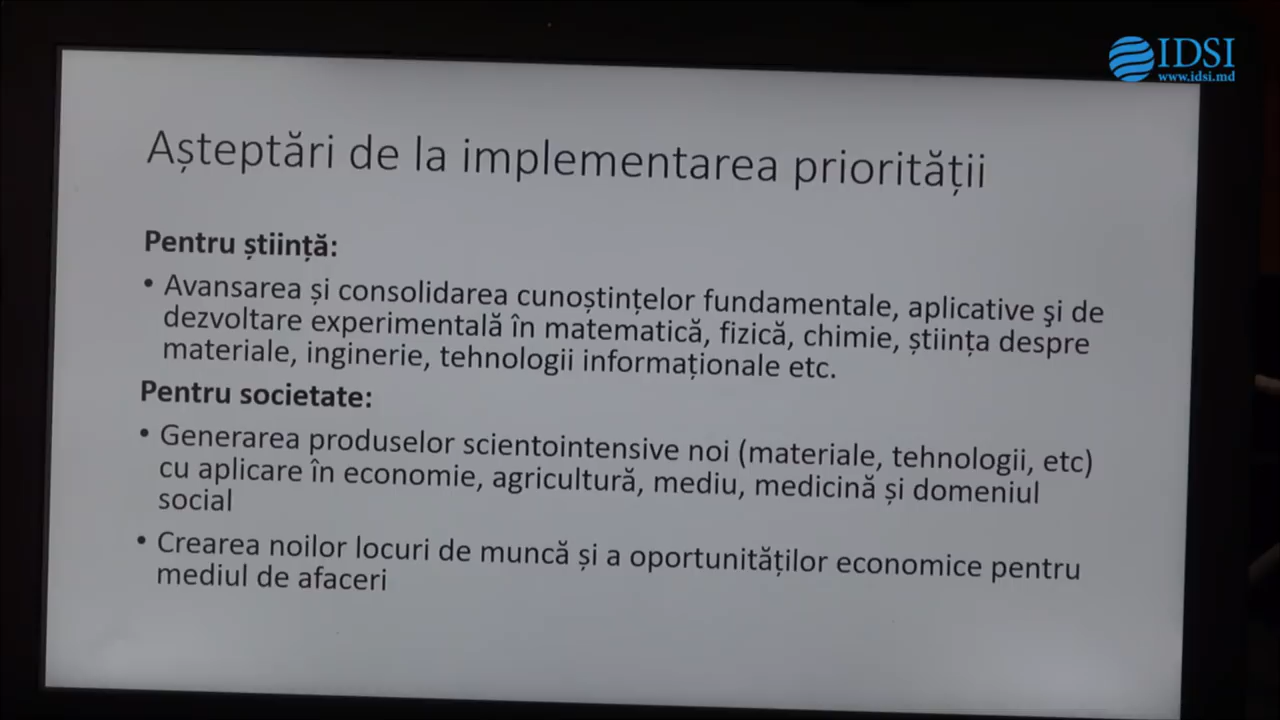 IDSI
www.idsi.md
Așteptări de la implementarea priorității
Pentru știință:
• Avansarea și consolidarea cunoștințelor fundamentale, aplicative şi de
dezvoltare experimentală în matematică, fizică, chimie, știința despre
materiale, inginerie, tehnologii informaționale etc.
Pentru societate:
• Generarea produselor scientointensive noi (materiale, tehnologii, etc)
cu aplicare în economie, agricultură, mediu, medicină și domeniul
social
• Crearea noilor locuri de muncă și a oportunităților economice pentru
mediul de afaceri